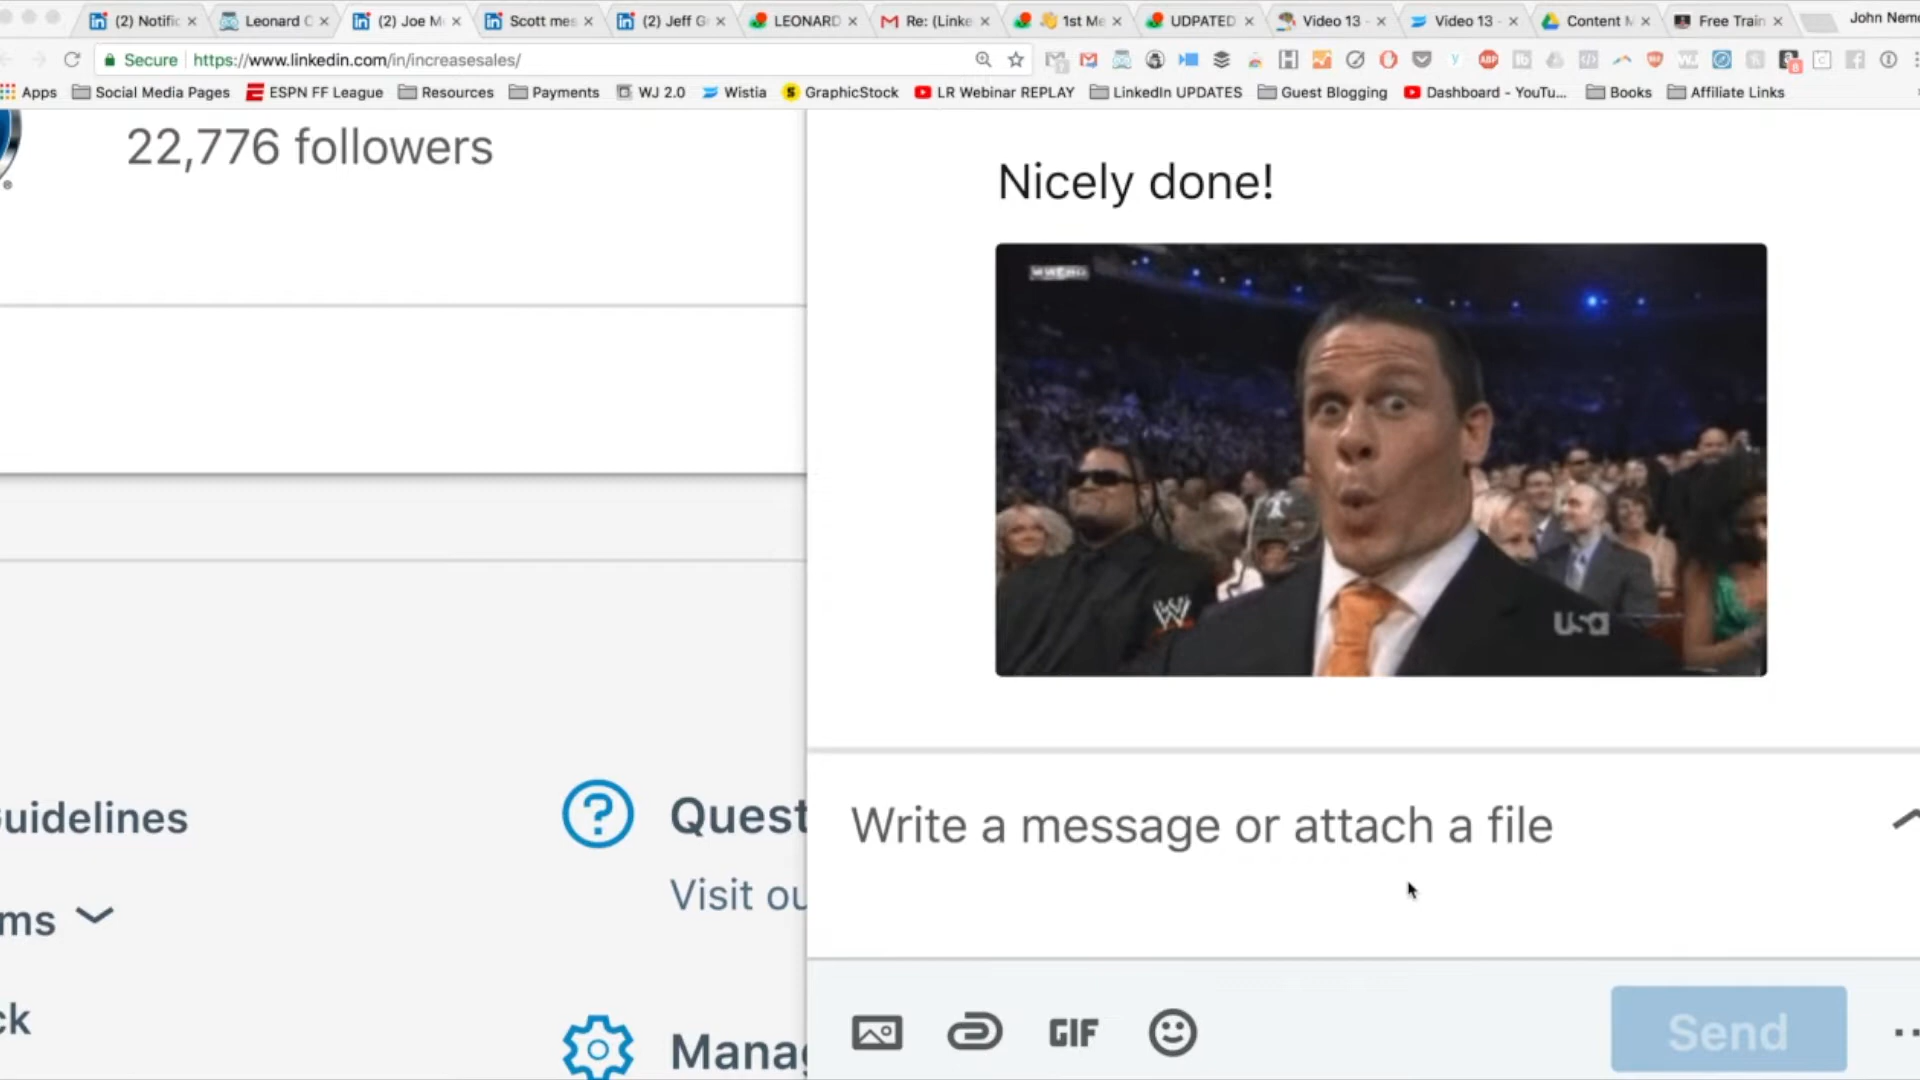 (2) Notific
Leonard C
(2) Joe M
Scott mes
(2) Jeff G
LEONARD
Re: (Linke
1st Me
UDPATED
Video 13 -
Video 13 -
Content M
Free Train
John Neme
Secure
https://www.linkedin.com/in/increasesales/
Apps
Social Media Pages
ESPN FF League
Resources
Payments
WJ 2.0
Wistia
GraphicStock
LR Webinar REPLAY
LinkedIn UPDATES
Guest Blogging
Dashboard - YouTu...
Books
Affiliate Links
22,776 followers
Nicely done!
USA
Write a message or attach a file
uidelines
Quest
Visit ou
ms
ck
Manag
GIF
Send